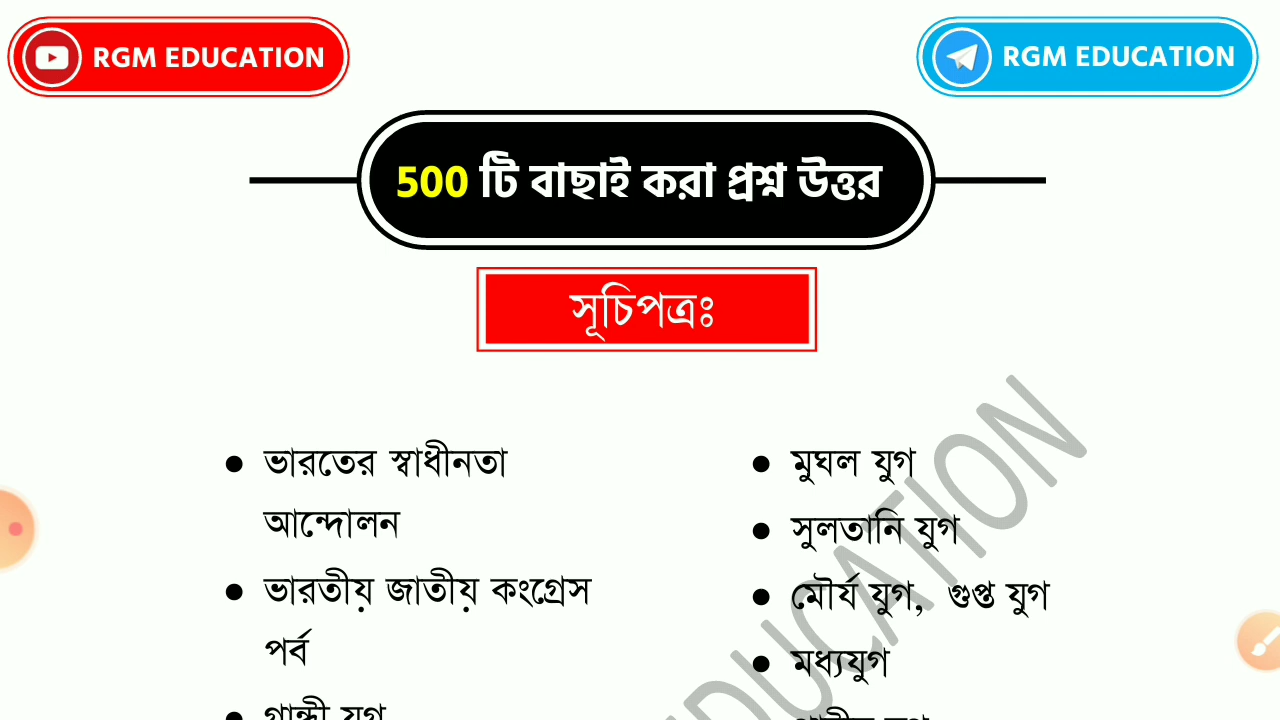 RGM EDUCATION
RGM EDUCATION
500 টি বাছাই করা প্রশ্ন উত্তর
সূচিপত্রঃ
ভারতের স্বাধীনতা
আন্দোলন
ভারতীয় জাতীয় কংগ্রেস
পর্ব
গান্ধী যুগ
মুঘল যুগ
সুলতানি যুগ
মৌর্য যুগ, গুপ্ত যুগ
মধ্যযুগ
EDUCATION